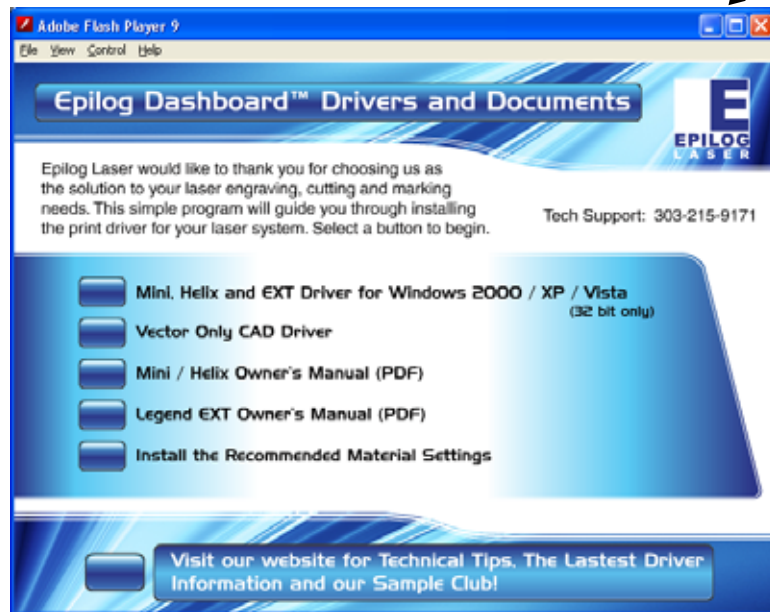 Adobe Flash Player 9
File View Control Help
Epilog Dashboard™ Drivers and Documents
E
EPILOG
LASER
Epilog Laser would like to thank you for choosing us as
the solution to your laser engraving, cutting and marking
needs. This simple program will guide you through installing
the print driver for your laser system. Select a button to begin.
Tech Support: 303-215-9171
Mini, Helix and EXT Driver for Windows 2000 / XP / Vista
(32 bit only)
Vector Only CAD Driver
Mini / Helix Owner's Manual (PDF)
Legend EXT Owner's Manual (PDF)
Install the Recommended Material Settings
Visit our website for Technical Tips, The Lastest Driver
Information and our Sample Club!